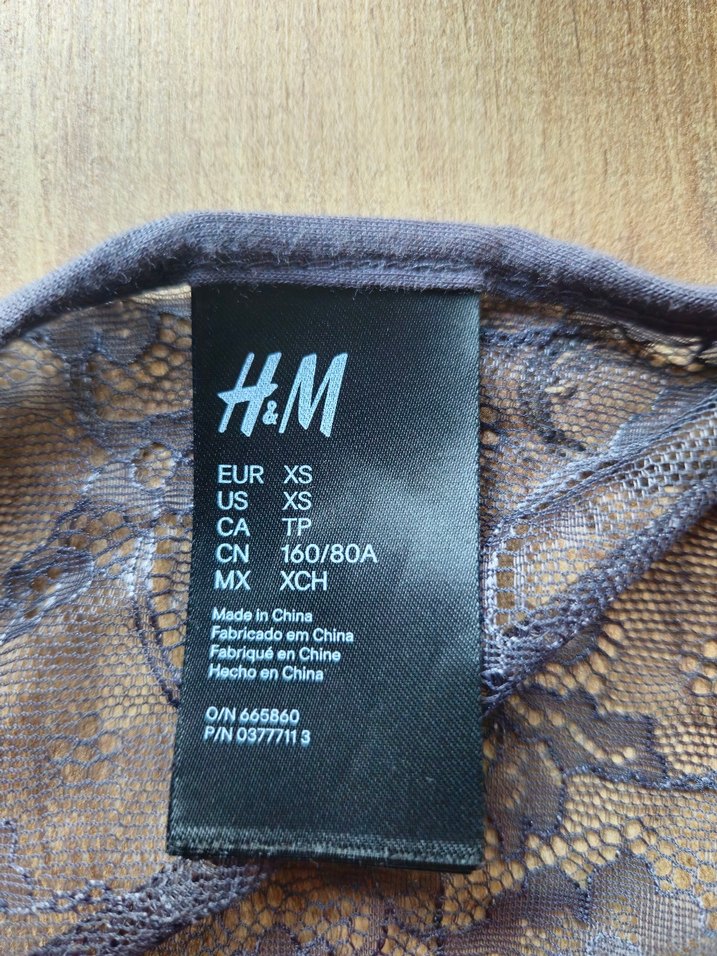 H&M
EUR XS
US XS
CA TP
CN 160/80A
MX XCH
Made in China
Fabricado em China
Fabriqué en Chine
Hecho en China
O/N 665860
P/N 0377711 3